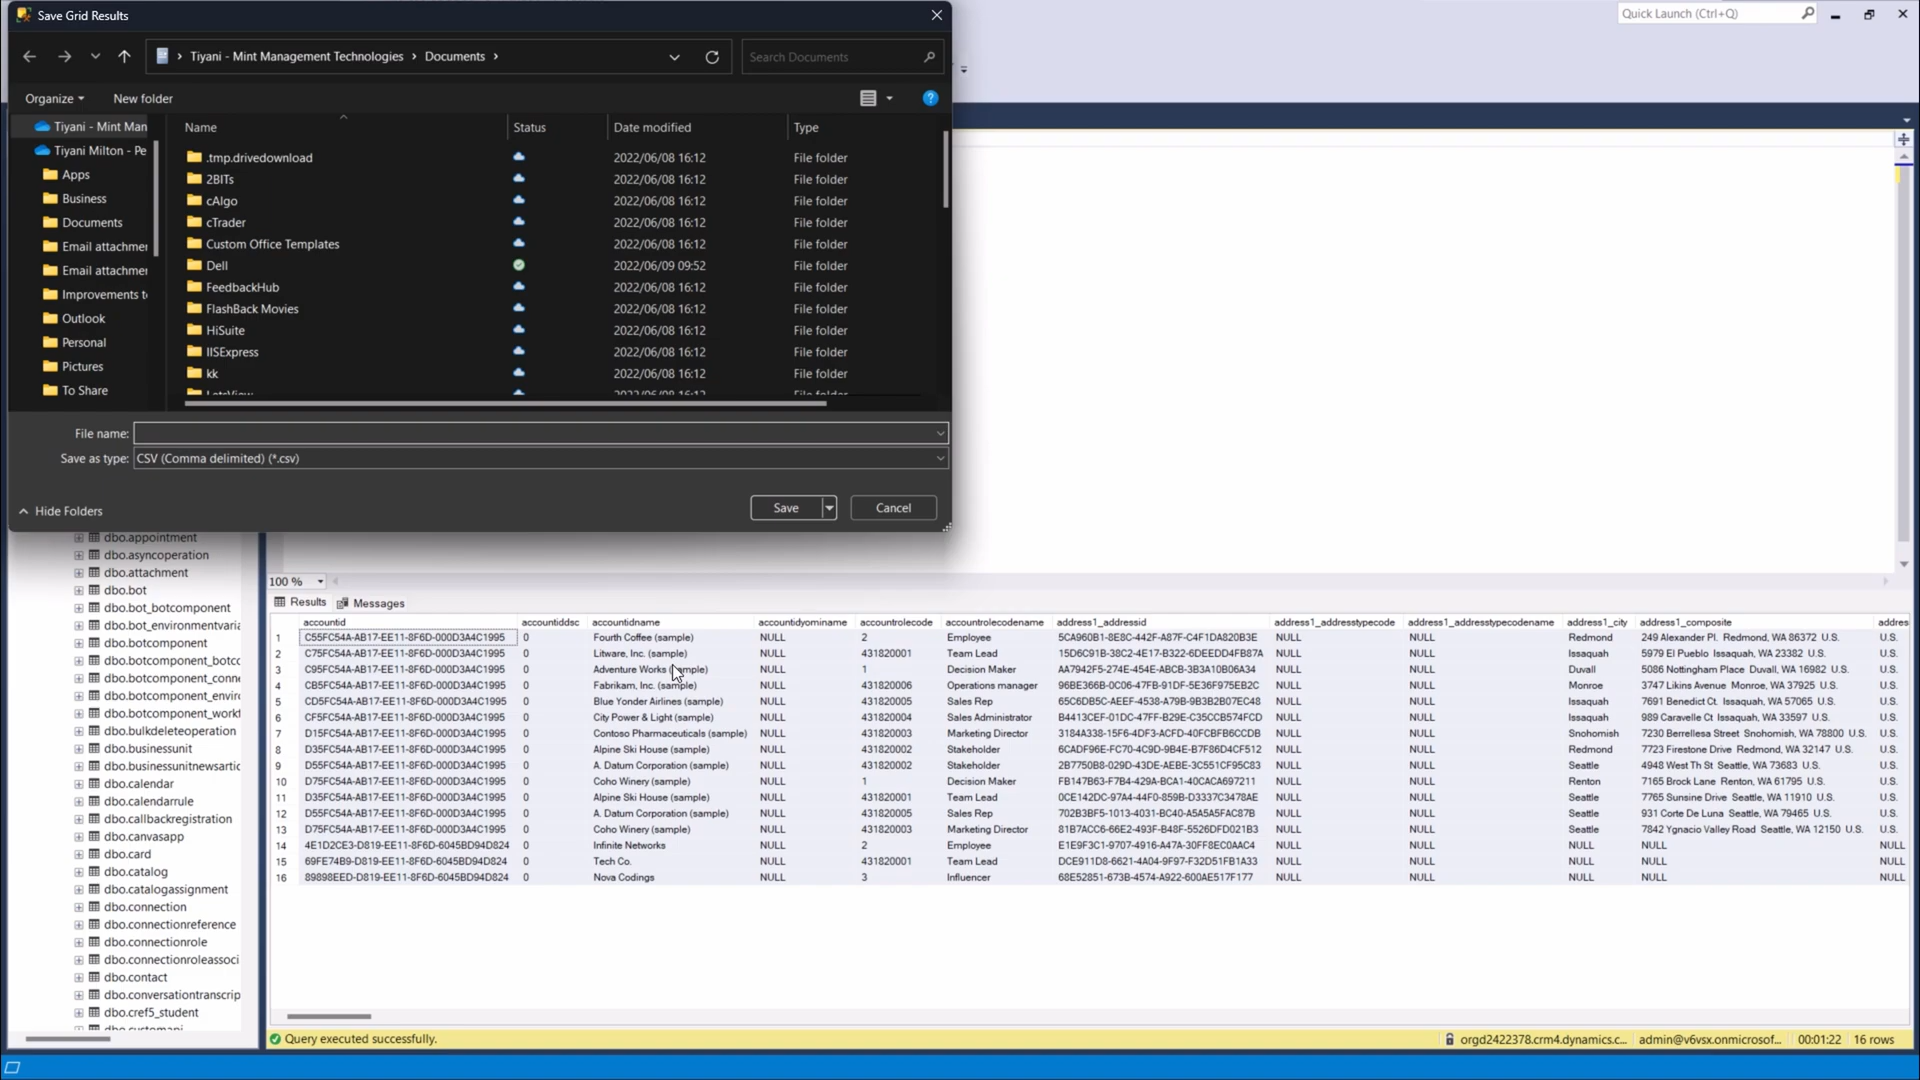 Save Grid Results
Quick Launch (Ctrl+Q)
Tiyani - Mint Management Technologies > Documents >
Search Documents
Organize
New folder
Name Status Date modified Type
Tiyani - Mint Man
Tiyani Milton - Pe
Apps
Business
Documents
Email attachmer
Email attachmer
Improvements t
Outlook
Personal
Pictures
To Share
.tmp.drivedownload 2022/06/08 16:12 File folder
2BITs 2022/06/08 16:12 File folder
cAlgo 2022/06/08 16:12 File folder
cTrader 2022/06/08 16:12 File folder
Custom Office Templates 2022/06/08 16:12 File folder
Dell 2022/06/09 09:52 File folder
FeedbackHub 2022/06/08 16:12 File folder
FlashBack Movies 2022/06/08 16:12 File folder
HiSuite 2022/06/08 16:12 File folder
IISExpress 2022/06/08 16:12 File folder
kk 2022/06/08 16:12 File folder
File name:
Save as type: CSV (Comma delimited) (*.csv)
Hide Folders
Save
Cancel
dbo.appointment
dbo.asyncoperation
dbo.attachment
dbo.bot
dbo.bot_botcomponent
dbo.bot_environmentvaria
dbo.botcomponent
dbo.botcomponent_botcc
dbo.botcomponent_conne
dbo.botcomponent_enviro
dbo.botcomponent_workf
dbo.bulkdeleteoperation
dbo.businessunit
dbo.businessunitnewsartic
dbo.calendar
dbo.calendarrule
dbo.callbackregistration
dbo.canvasapp
dbo.card
dbo.catalog
dbo.catalogassignment
dbo.connection
dbo.connectionreference
dbo.connectionrole
dbo.connectionroleassoci
dbo.contact
dbo.conversationtranscrip
dbo.cref5_student
100 %
Results Messages
accountid accountiddsc accountidname accountidyominame accountrolecode accountrolecodename address1_addressid address1_addresstypecode address1_addresstypecodename address1_city address1_composite addres
1 C55FC54A-AB17-EE11-8F6D-000D3A4C1995 0 Fourth Coffee (sample) NULL 2 Employee 5CA960B1-8E8C-442F-A87F-C4F1DA820B3E NULL NULL Redmond 249 Alexander Pl. Redmond, WA 86372 U.S. U.S.
2 C75FC54A-AB17-EE11-8F6D-000D3A4C1995 0 Litware, Inc. (sample) NULL 431820001 Team Lead 15D6C91B-38C2-4E17-B322-6DEEDD4FB87A NULL NULL Issaquah 5979 El Pueblo Issaquah, WA 23382 U.S. U.S.
3 C95FC54A-AB17-EE11-8F6D-000D3A4C1995 0 Adventure Works (sample) NULL 1 Decision Maker AA7942F5-274E-454E-ABCB-3B3A10B06A34 NULL NULL Duvall 5086 Nottingham Place Duvall, WA 16982 U.S. U.S.
4 CB5FC54A-AB17-EE11-8F6D-000D3A4C1995 0 Fabrikam, Inc. (sample) NULL 431820006 Operations manager 96BE366B-0C06-47FB-91DF-5E36F975EB2C NULL NULL Monroe 3747 Likins Avenue Monroe, WA 37925 U.S. U.S.
5 CD5FC54A-AB17-EE11-8F6D-000D3A4C1995 0 Blue Yonder Airlines (sample) NULL 431820005 Sales Rep 65C6DB5C-AEEF-4538-A79B-9B3B2B07EC48 NULL NULL Issaquah 7691 Benedict Ct. Issaquah, WA 57065 U.S. U.S.
6 CF5FC54A-AB17-EE11-8F6D-000D3A4C1995 0 City Power & Light (sample) NULL 431820004 Sales Administrator B4413CEF-01DC-47FF-B29E-C35CCB574FCD NULL NULL Issaquah 989 Caravelle Ct Issaquah, WA 33597 U.S. U.S.
7 D15FC54A-AB17-EE11-8F6D-000D3A4C1995 0 Contoso Pharmaceuticals (sample) NULL 431820003 Marketing Director 3184A338-15F6-4DF3-ACFD-40FCBFB6CCDB NULL NULL Snohomish 7230 Berrellesa Street Snohomish, WA 78800 U.S. U.S.
8 D35FC54A-AB17-EE11-8F6D-000D3A4C1995 0 Alpine Ski House (sample) NULL 431820002 Stakeholder 6CADF96E-FC70-4C9D-9B4E-B7F86D4CF512 NULL NULL Redmond 7723 Firestone Drive Redmond, WA 32147 U.S. U.S.
9 D55FC54A-AB17-EE11-8F6D-000D3A4C1995 0 A. Datum Corporation (sample) NULL 431820002 Stakeholder 2B7750B8-029D-43DE-AEBE-3C551CF95C83 NULL NULL Seattle 4948 West Th St Seattle, WA 73683 U.S. U.S.
10 D75FC54A-AB17-EE11-8F6D-000D3A4C1995 0 Coho Winery (sample) NULL 1 Decision Maker FB147B63-F7B4-429A-BCA1-40CACA697211 NULL NULL Renton 7165 Brock Lane Renton, WA 61795 U.S. U.S.
11 D35FC54A-AB17-EE11-8F6D-000D3A4C1995 0 Alpine Ski House (sample) NULL 431820001 Team Lead 0CE142DC-97A4-44F0-859B-D3337C3478AE NULL NULL Seattle 7765 Sunsine Drive Seattle, WA 11910 U.S. U.S.
12 D55FC54A-AB17-EE11-8F6D-000D3A4C1995 0 A. Datum Corporation (sample) NULL 431820005 Sales Rep 702B3BF5-1013-4031-BC40-A5A5A5FAC87B NULL NULL Seattle 931 Corte De Luna Seattle, WA 79465 U.S. U.S.
13 D75FC54A-AB17-EE11-8F6D-000D3A4C1995 0 Coho Winery (sample) NULL 431820003 Marketing Director 81B7ACC6-66E2-493F-B48F-5526DFD021B3 NULL NULL Seattle 7842 Ygnacio Valley Road Seattle, WA 12150 U.S. U.S.
14 4E1D2CE3-D819-EE11-8F6D-6045BD94D824 0 Infinite Networks NULL 2 Employee E1E9F3C1-9707-4916-A47A-30FF8EC0AAC4 NULL NULL NULL NULL NULL
15 69FE74B9-D819-EE11-8F6D-6045BD94D824 0 Tech Co. NULL 431820001 Team Lead DCE911D8-6621-4A04-9F97-F32D51FB1A33 NULL NULL NULL NULL NULL
16 89898EED-D819-EE11-8F6D-6045BD94D824 0 Nova Codings NULL 3 Influencer 68E52851-673B-4574-A922-600AE517F177 NULL NULL NULL NULL NULL
Query executed successfully.
orgd2422378.crm4.dynamics.c... admin@v6vsx.onmicrosof... 00:01:22 16 rows